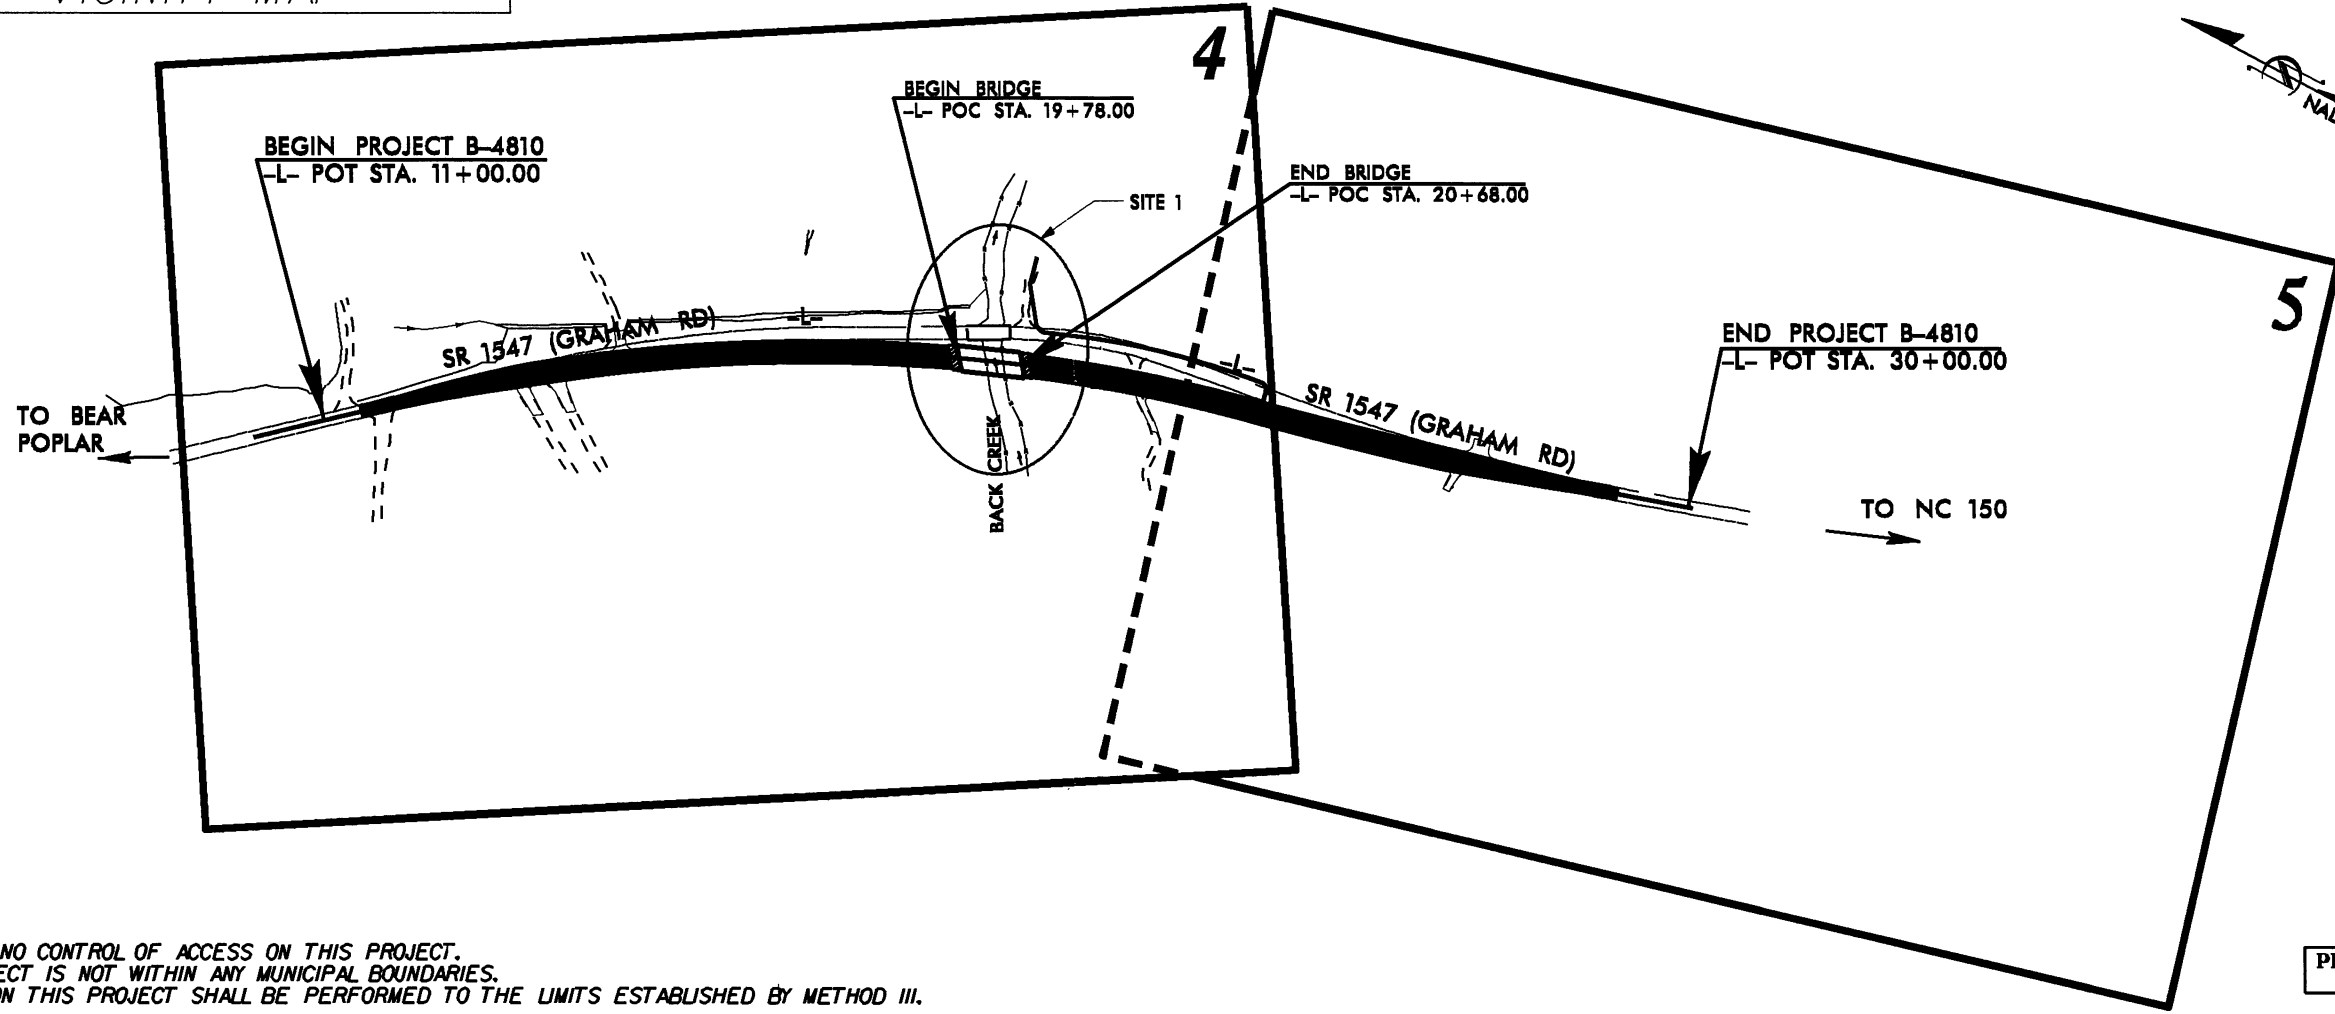 4
BEGIN BRIDGE
-L- POC STA. 19+78.00
BEGIN PROJECT B-4810
-L- POT STA. 11+00.00
END BRIDGE
-L- POC STA. 20+68.00
SITE 1
5
-L-
SR 1547 (GRAHAM RD)
-L-
SR 1547 (GRAHAM RD)
END PROJECT B-4810
-L- POT STA. 30+00.00
TO BEAR
POPLAR
BACK CREEK
TO NC 150
NO CONTROL OF ACCESS ON THIS PROJECT.
IS NOT WITHIN ANY MUNICIPAL BOUNDARIES.
THIS PROJECT SHALL BE PERFORMED TO THE LIMITS ESTABLISHED BY METHOD III.